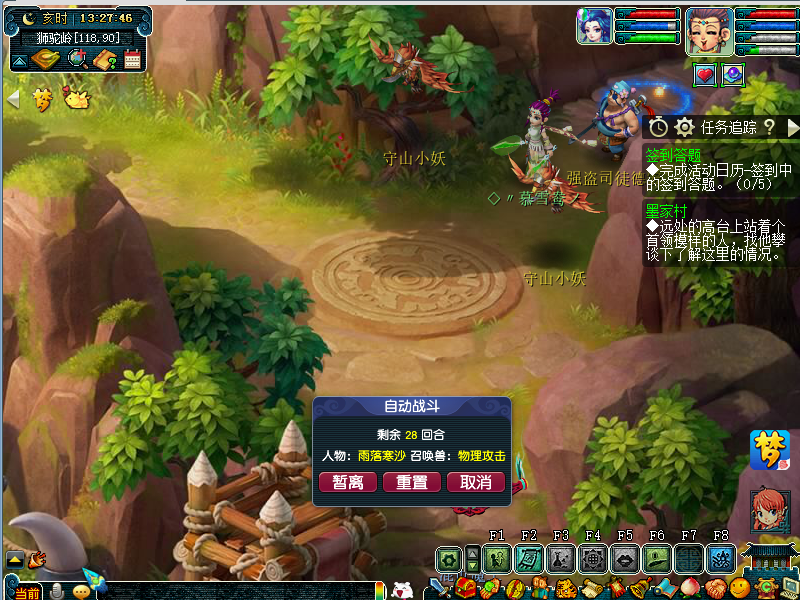 亥时 13:27:46
狮驼岭[118,90]
梦
守山小妖
强盗司徒德
〃慕雪鸯ノ
守山小妖
任务追踪 ?
签到答题
◆完成活动日历-签到中
的签到答题。(0/5)
墨家村
◆远处的高台上站着个
首领模样的人，找他攀
谈下了解这里的情况。
自动战斗
剩余 28 回合
人物：雨落寒沙 召唤兽：物理攻击
暂离 重置 取消
梦
F1 F2 F3 F4 F5 F6 F7 F8
当前